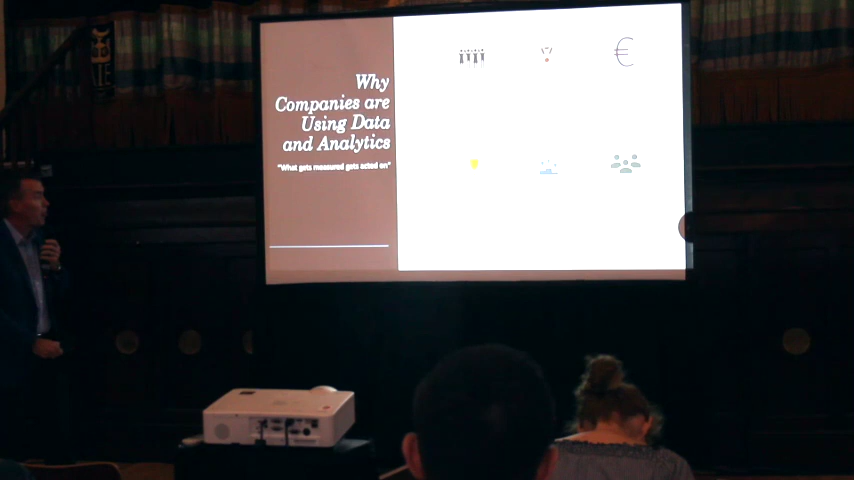 Why
Companies are
Using Data
and Analytics
"What gets measured gets acted on"
€